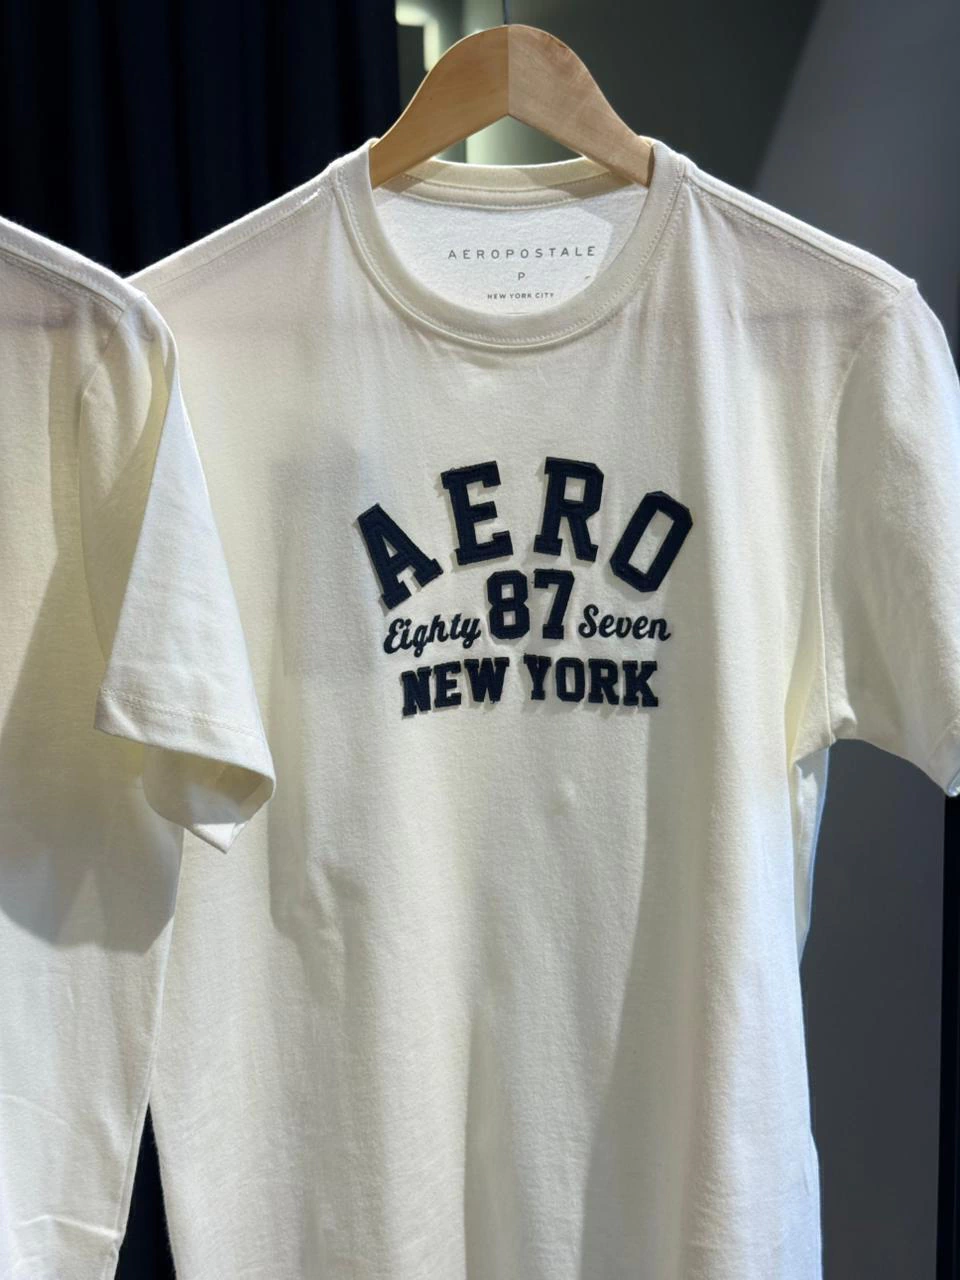 AEROPOSTALE
P
NEW YORK CITY
AERO
Eighty 87 Seven
NEW YORK